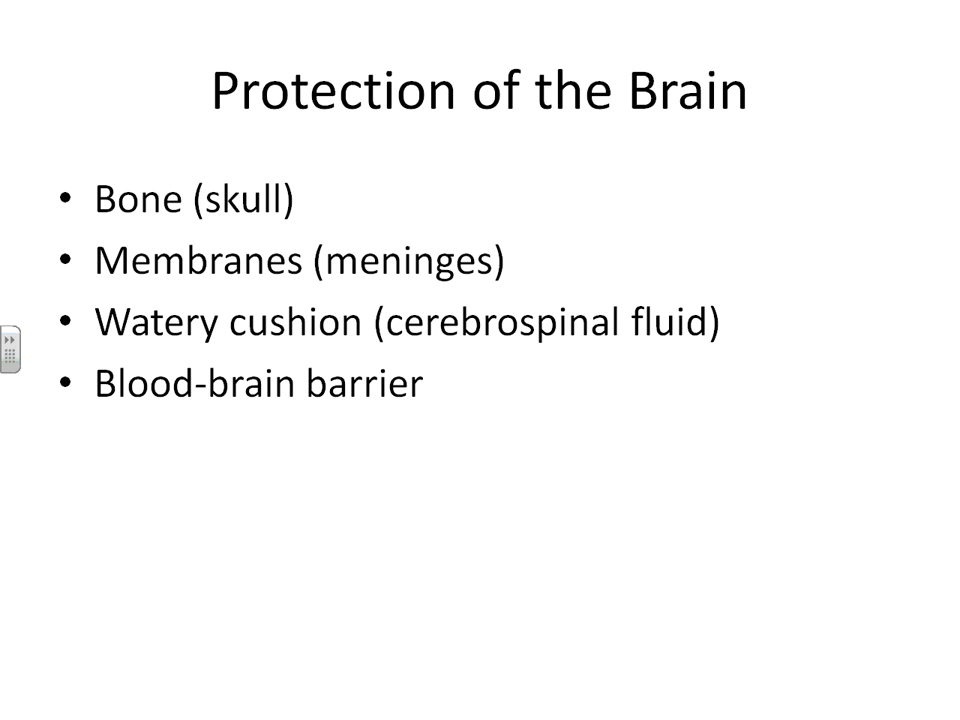 Protection of the Brain
• Bone (skull)
• Membranes (meninges)
• Watery cushion (cerebrospinal fluid)
• Blood-brain barrier